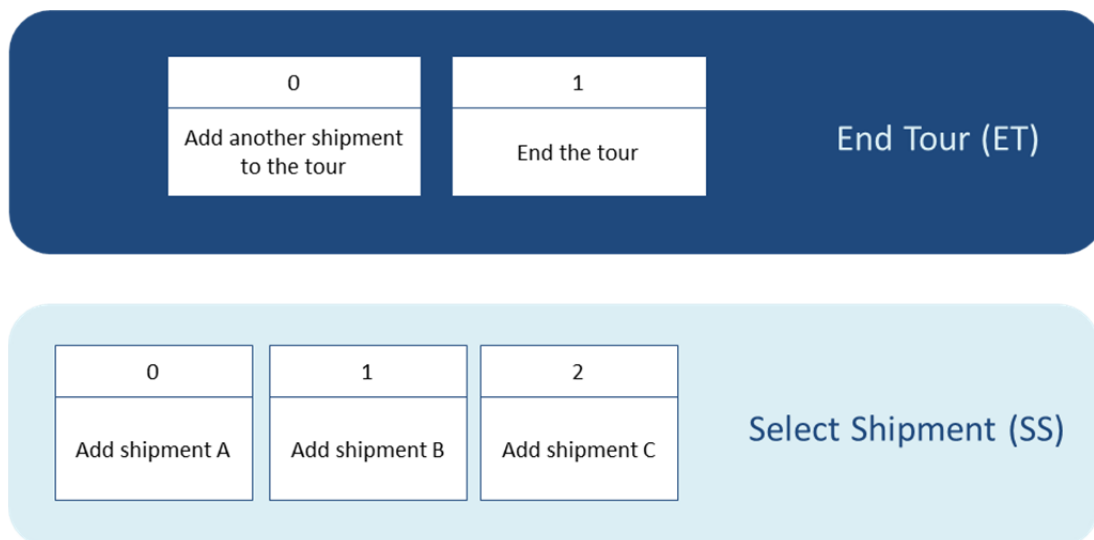 0
1
Add another shipment
to the tour
End the tour
End Tour (ET)
0
1
2
Add shipment A
Add shipment B
Add shipment C
Select Shipment (SS)